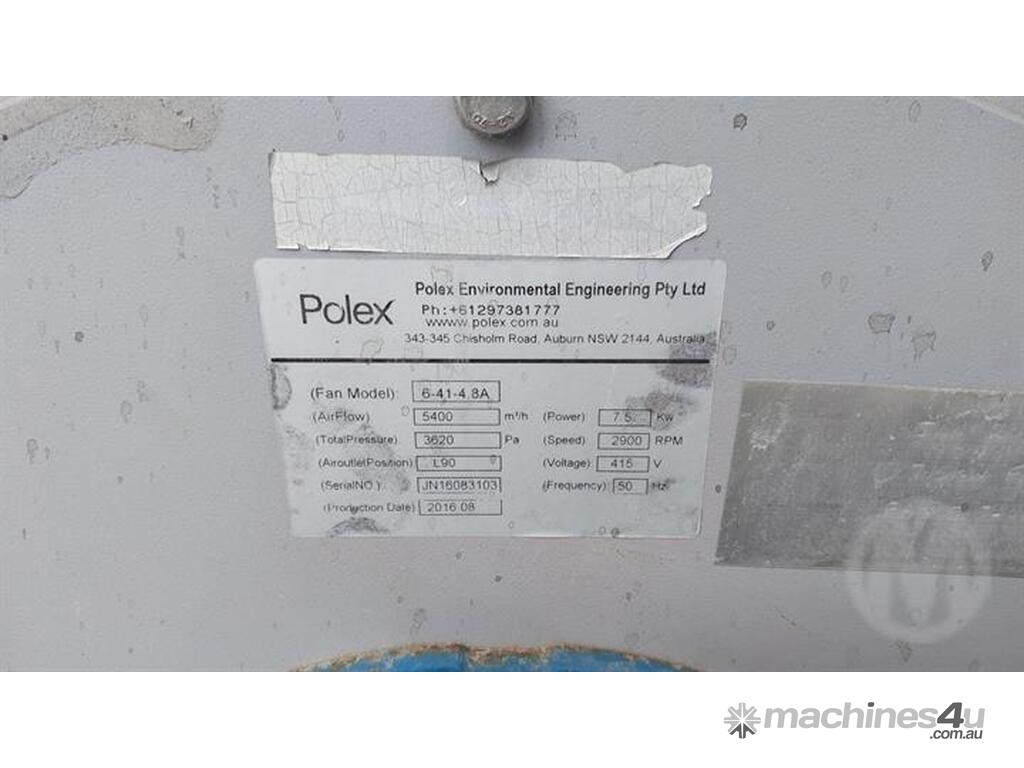 Polex
Polex Environmental Engineering Pty Ltd
Ph:+61297381777
wwww.polex.com.au
343-345 Chisholm Road, Auburn NSW 2144, Australia
(Fan Model): 6-41-4.8A
(AirFlow) 5400 m³/h (Power): 7.5 Kw
(TotalPressure): 3620 Pa (Speed): 2900 RPM
(AiroutletPosition) L90 (Voltage): 415 V
(SerialNO.): JN16083103 (Frequency): 50 Hz
(Production Date) 2016 08
machines4u
.com.au